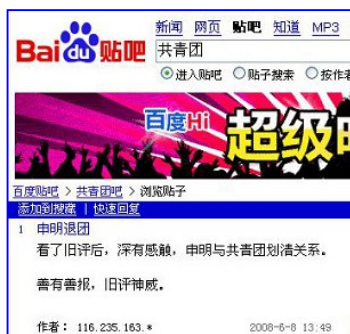 新闻 网页 贴吧 知道 MP3
Bai du 贴吧
共青团
进入贴吧 贴子搜索 按作者
百度Hi 超级
百度贴吧 > 共青团吧 > 浏览贴子
添加到搜藏 | 快速回复
1 申明退团
看了旧评后，深有感触，申明与共青团划清关系。
善有善报，旧评神威。
作者： 116.235.163.* 2008-6-8 13:49